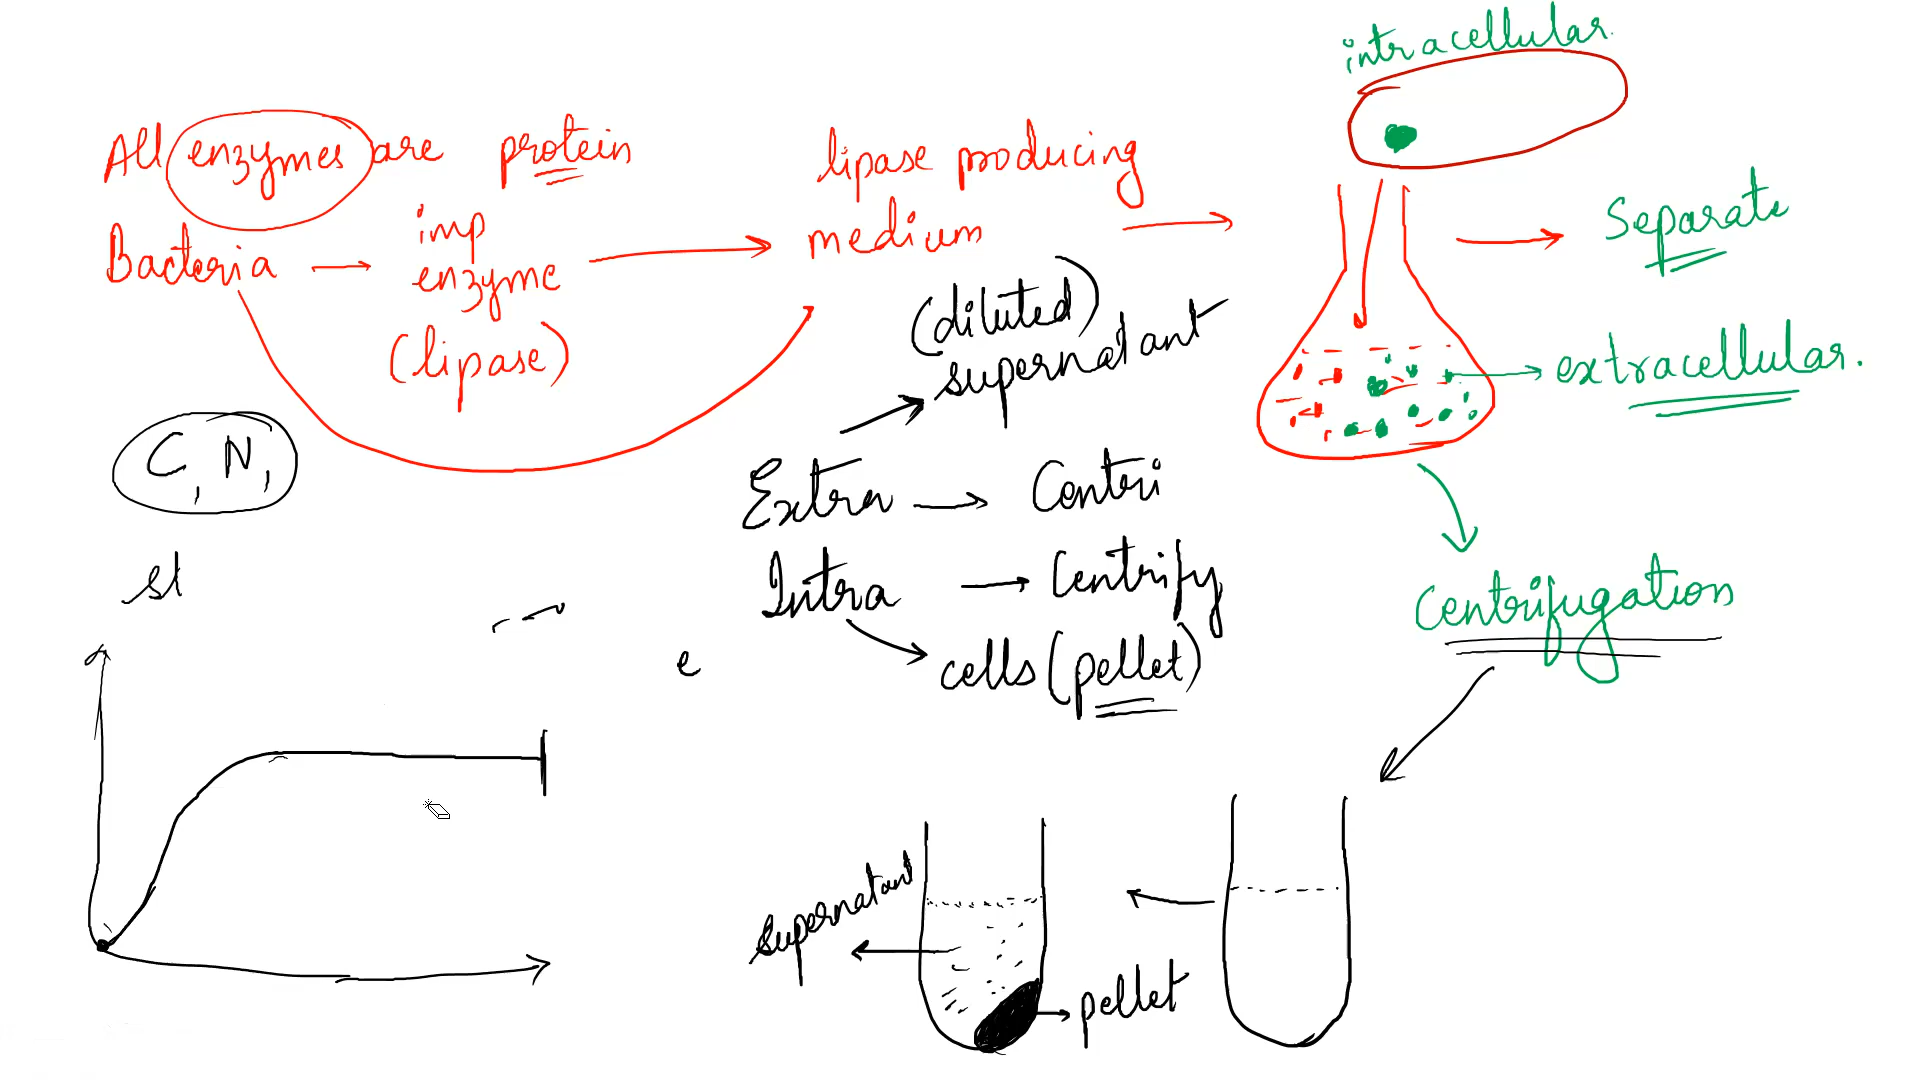 intracellular.
All enzymes are protein
Bacteria
imp
enzyme
(lipase)
lipase producing
medium
Separate
extracellular.
(diluted)
supernatant
C, N,
Extra
Centri
Intra
Centrify
cells (pellet)
Centrifugation
st
e
supernatant
pellet